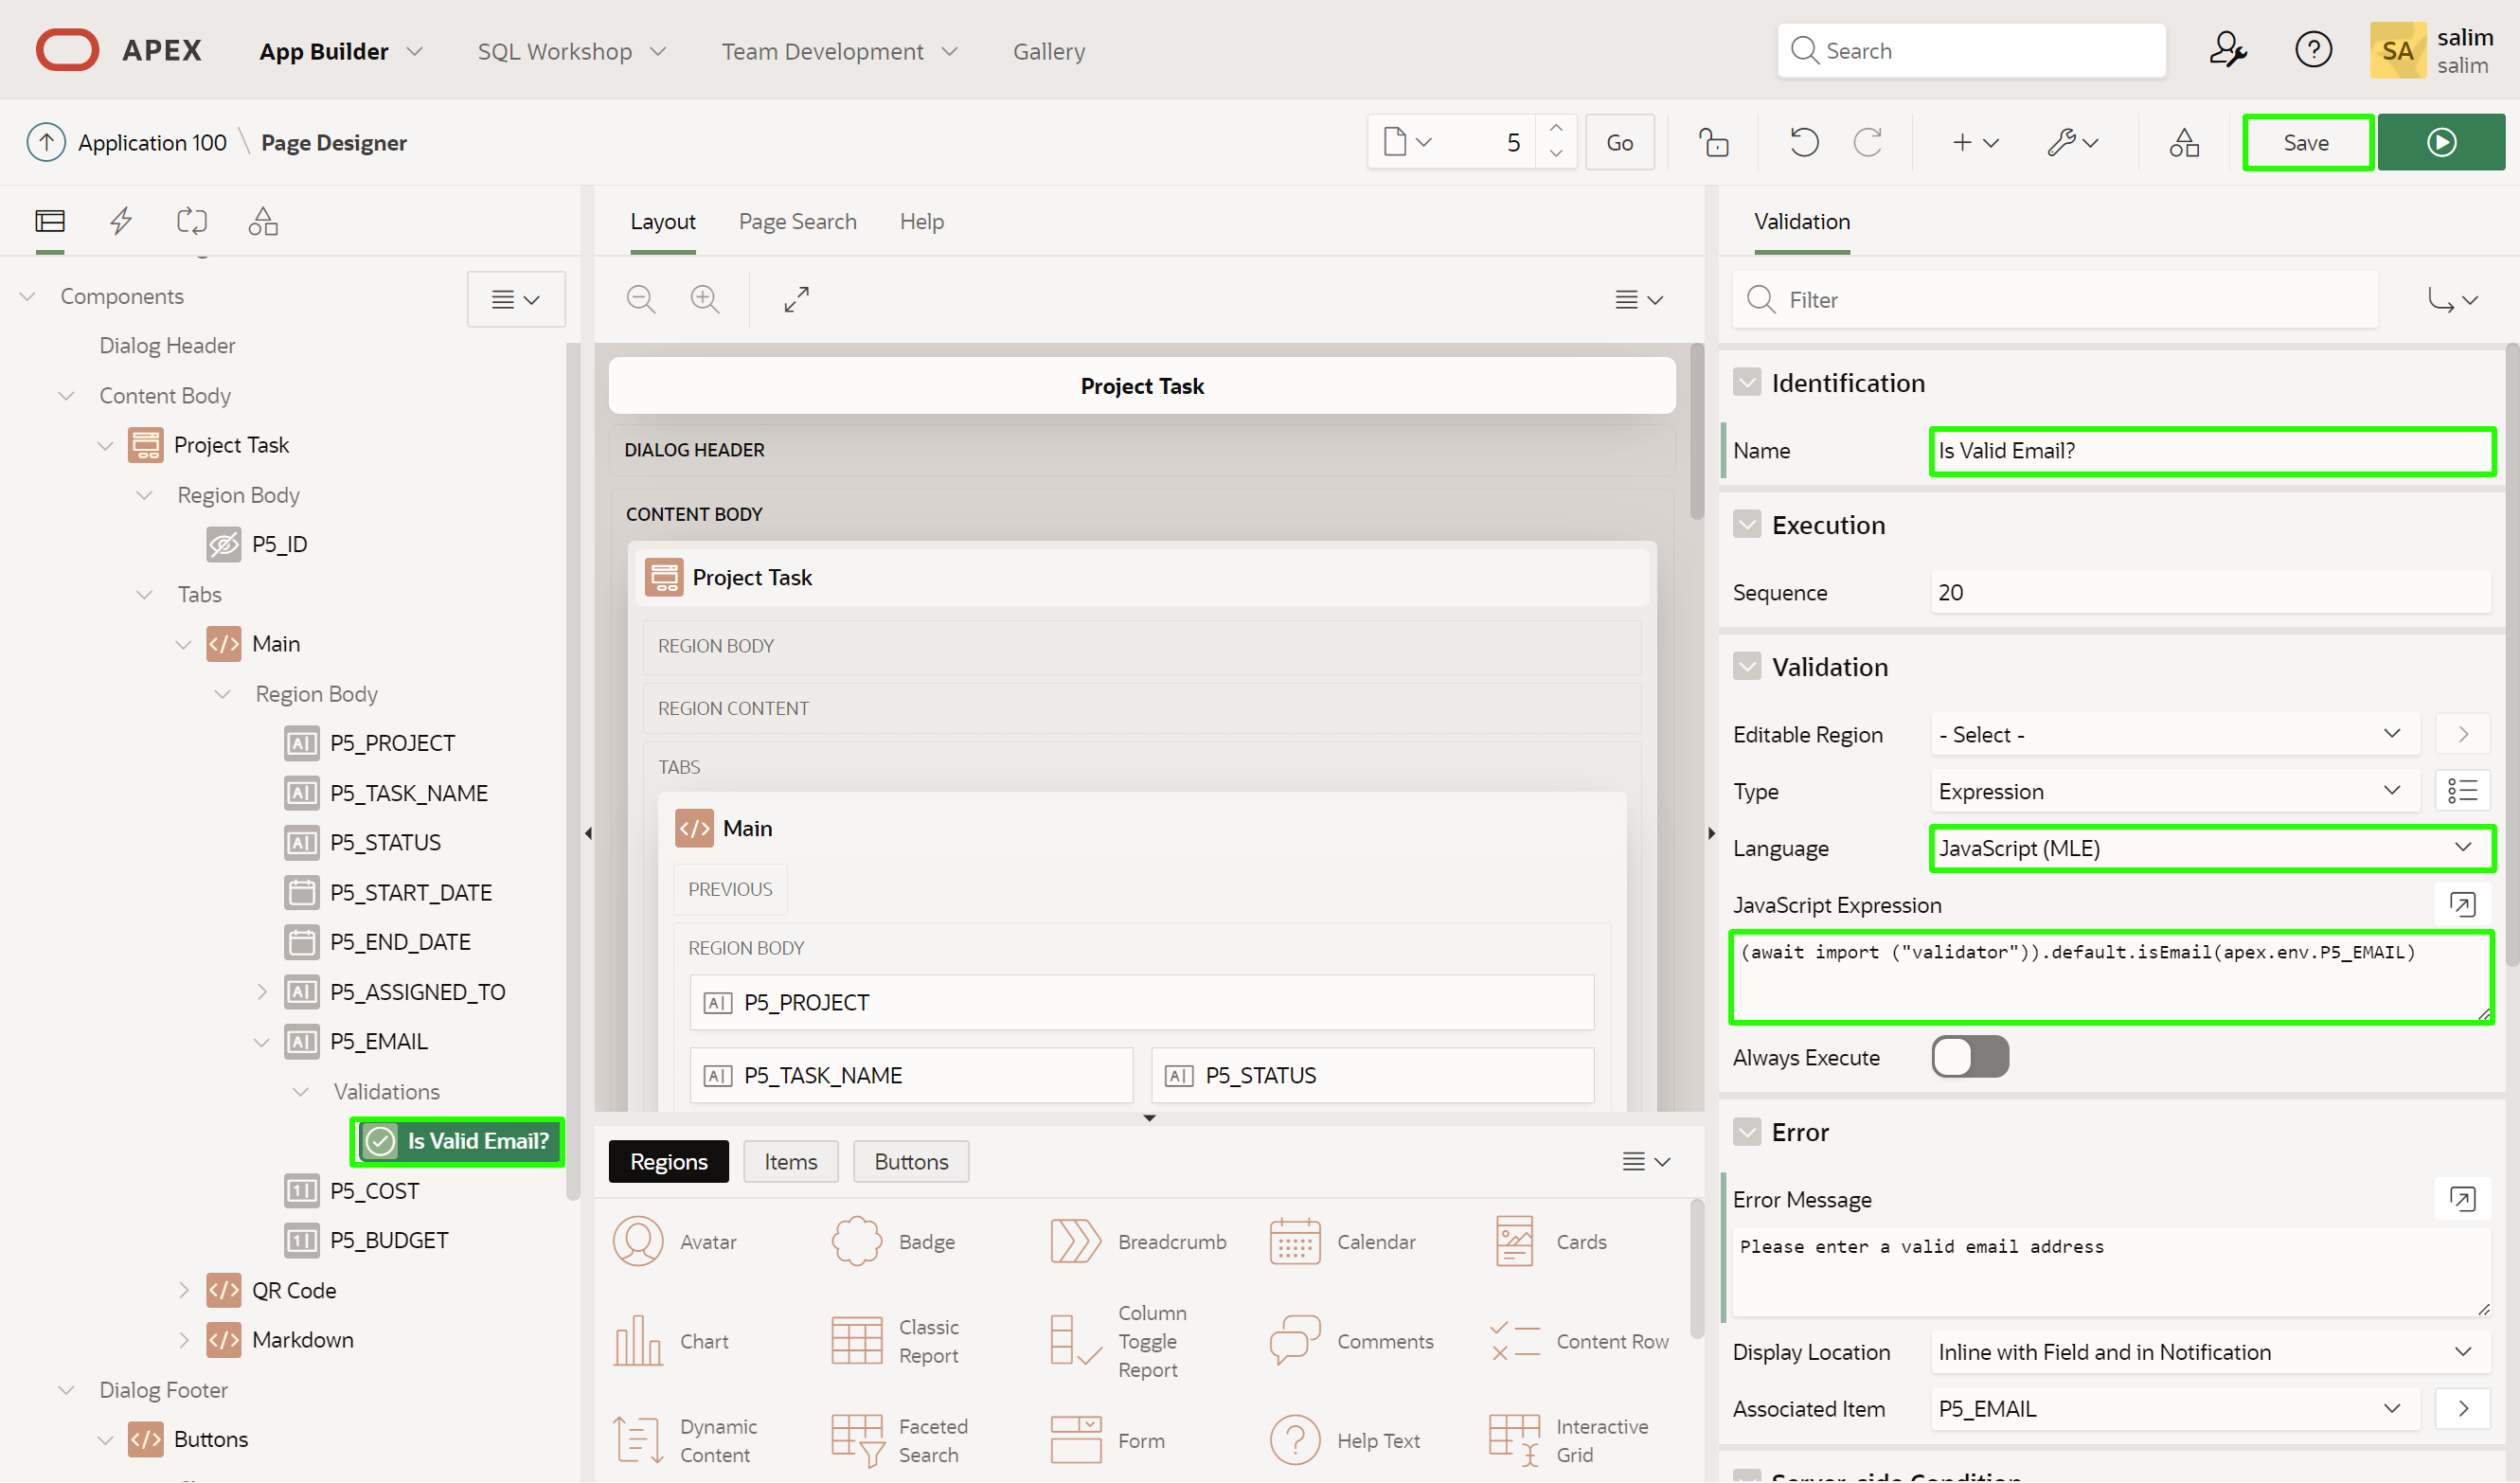 APEX
App Builder
SQL Workshop
Team Development
Gallery
Search
SA
salim
salim
Application 100 \ Page Designer
5
Go
Save
Components
Dialog Header
Content Body
Project Task
Region Body
P5_ID
Tabs
Main
Region Body
P5_PROJECT
P5_TASK_NAME
P5_STATUS
P5_START_DATE
P5_END_DATE
P5_ASSIGNED_TO
P5_EMAIL
Validations
Is Valid Email?
P5_COST
P5_BUDGET
QR Code
Markdown
Dialog Footer
Buttons
Layout
Page Search
Help
Project Task
DIALOG HEADER
CONTENT BODY
Project Task
REGION BODY
REGION CONTENT
TABS
Main
PREVIOUS
REGION BODY
P5_PROJECT
P5_TASK_NAME
P5_STATUS
Regions
Items
Buttons
Avatar
Badge
Breadcrumb
Calendar
Cards
Chart
Classic
Report
Column
Toggle
Report
Comments
Content Row
Dynamic
Content
Faceted
Search
Form
Help Text
Interactive
Grid
Validation
Filter
Identification
Name
Is Valid Email?
Execution
Sequence
20
Validation
Editable Region
- Select -
Type
Expression
Language
JavaScript (MLE)
JavaScript Expression
(await import ("validator")).default.isEmail(apex.env.P5_EMAIL)
Always Execute
Error
Error Message
Please enter a valid email address
Display Location
Inline with Field and in Notification
Associated Item
P5_EMAIL
Server-side Condition